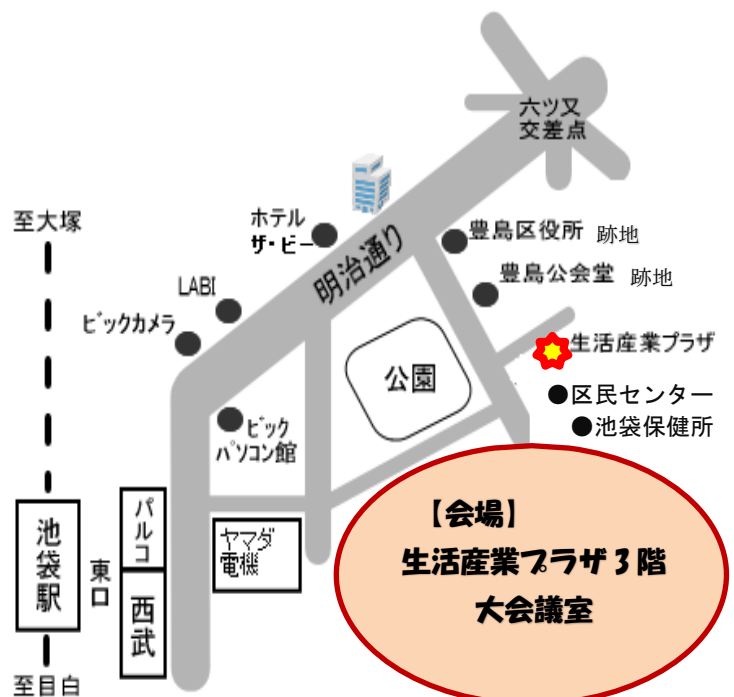 六ツ又
交差点
至大塚
ホテル
ザ・ビー
明治通り
豊島区役所 跡地
豊島公会堂 跡地
LABI
ビックカメラ
生活産業プラザ
公園
●区民センター
●池袋保健所
ビック
パソコン館
パルコ
ヤマダ
電機
池袋駅
東口
西武
至目白
【会場】
生活産業プラザ３階
大会議室